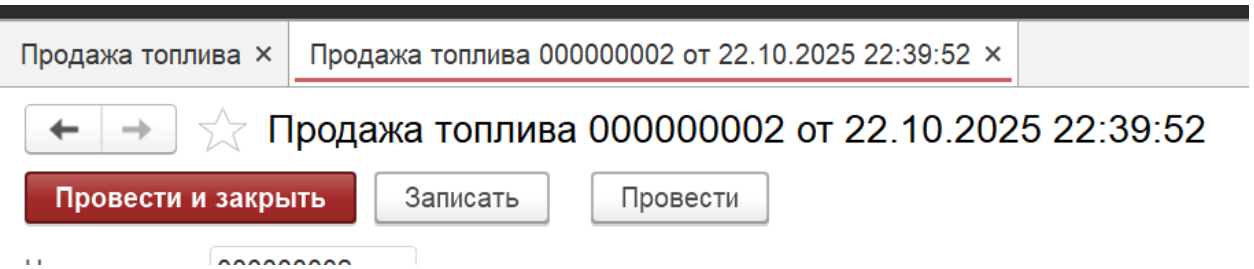 Продажа топлива × Продажа топлива 000000002 от 22.10.2025 22:39:52 ×
← → ☆ Продажа топлива 000000002 от 22.10.2025 22:39:52
Провести и закрыть Записать Провести
000000002